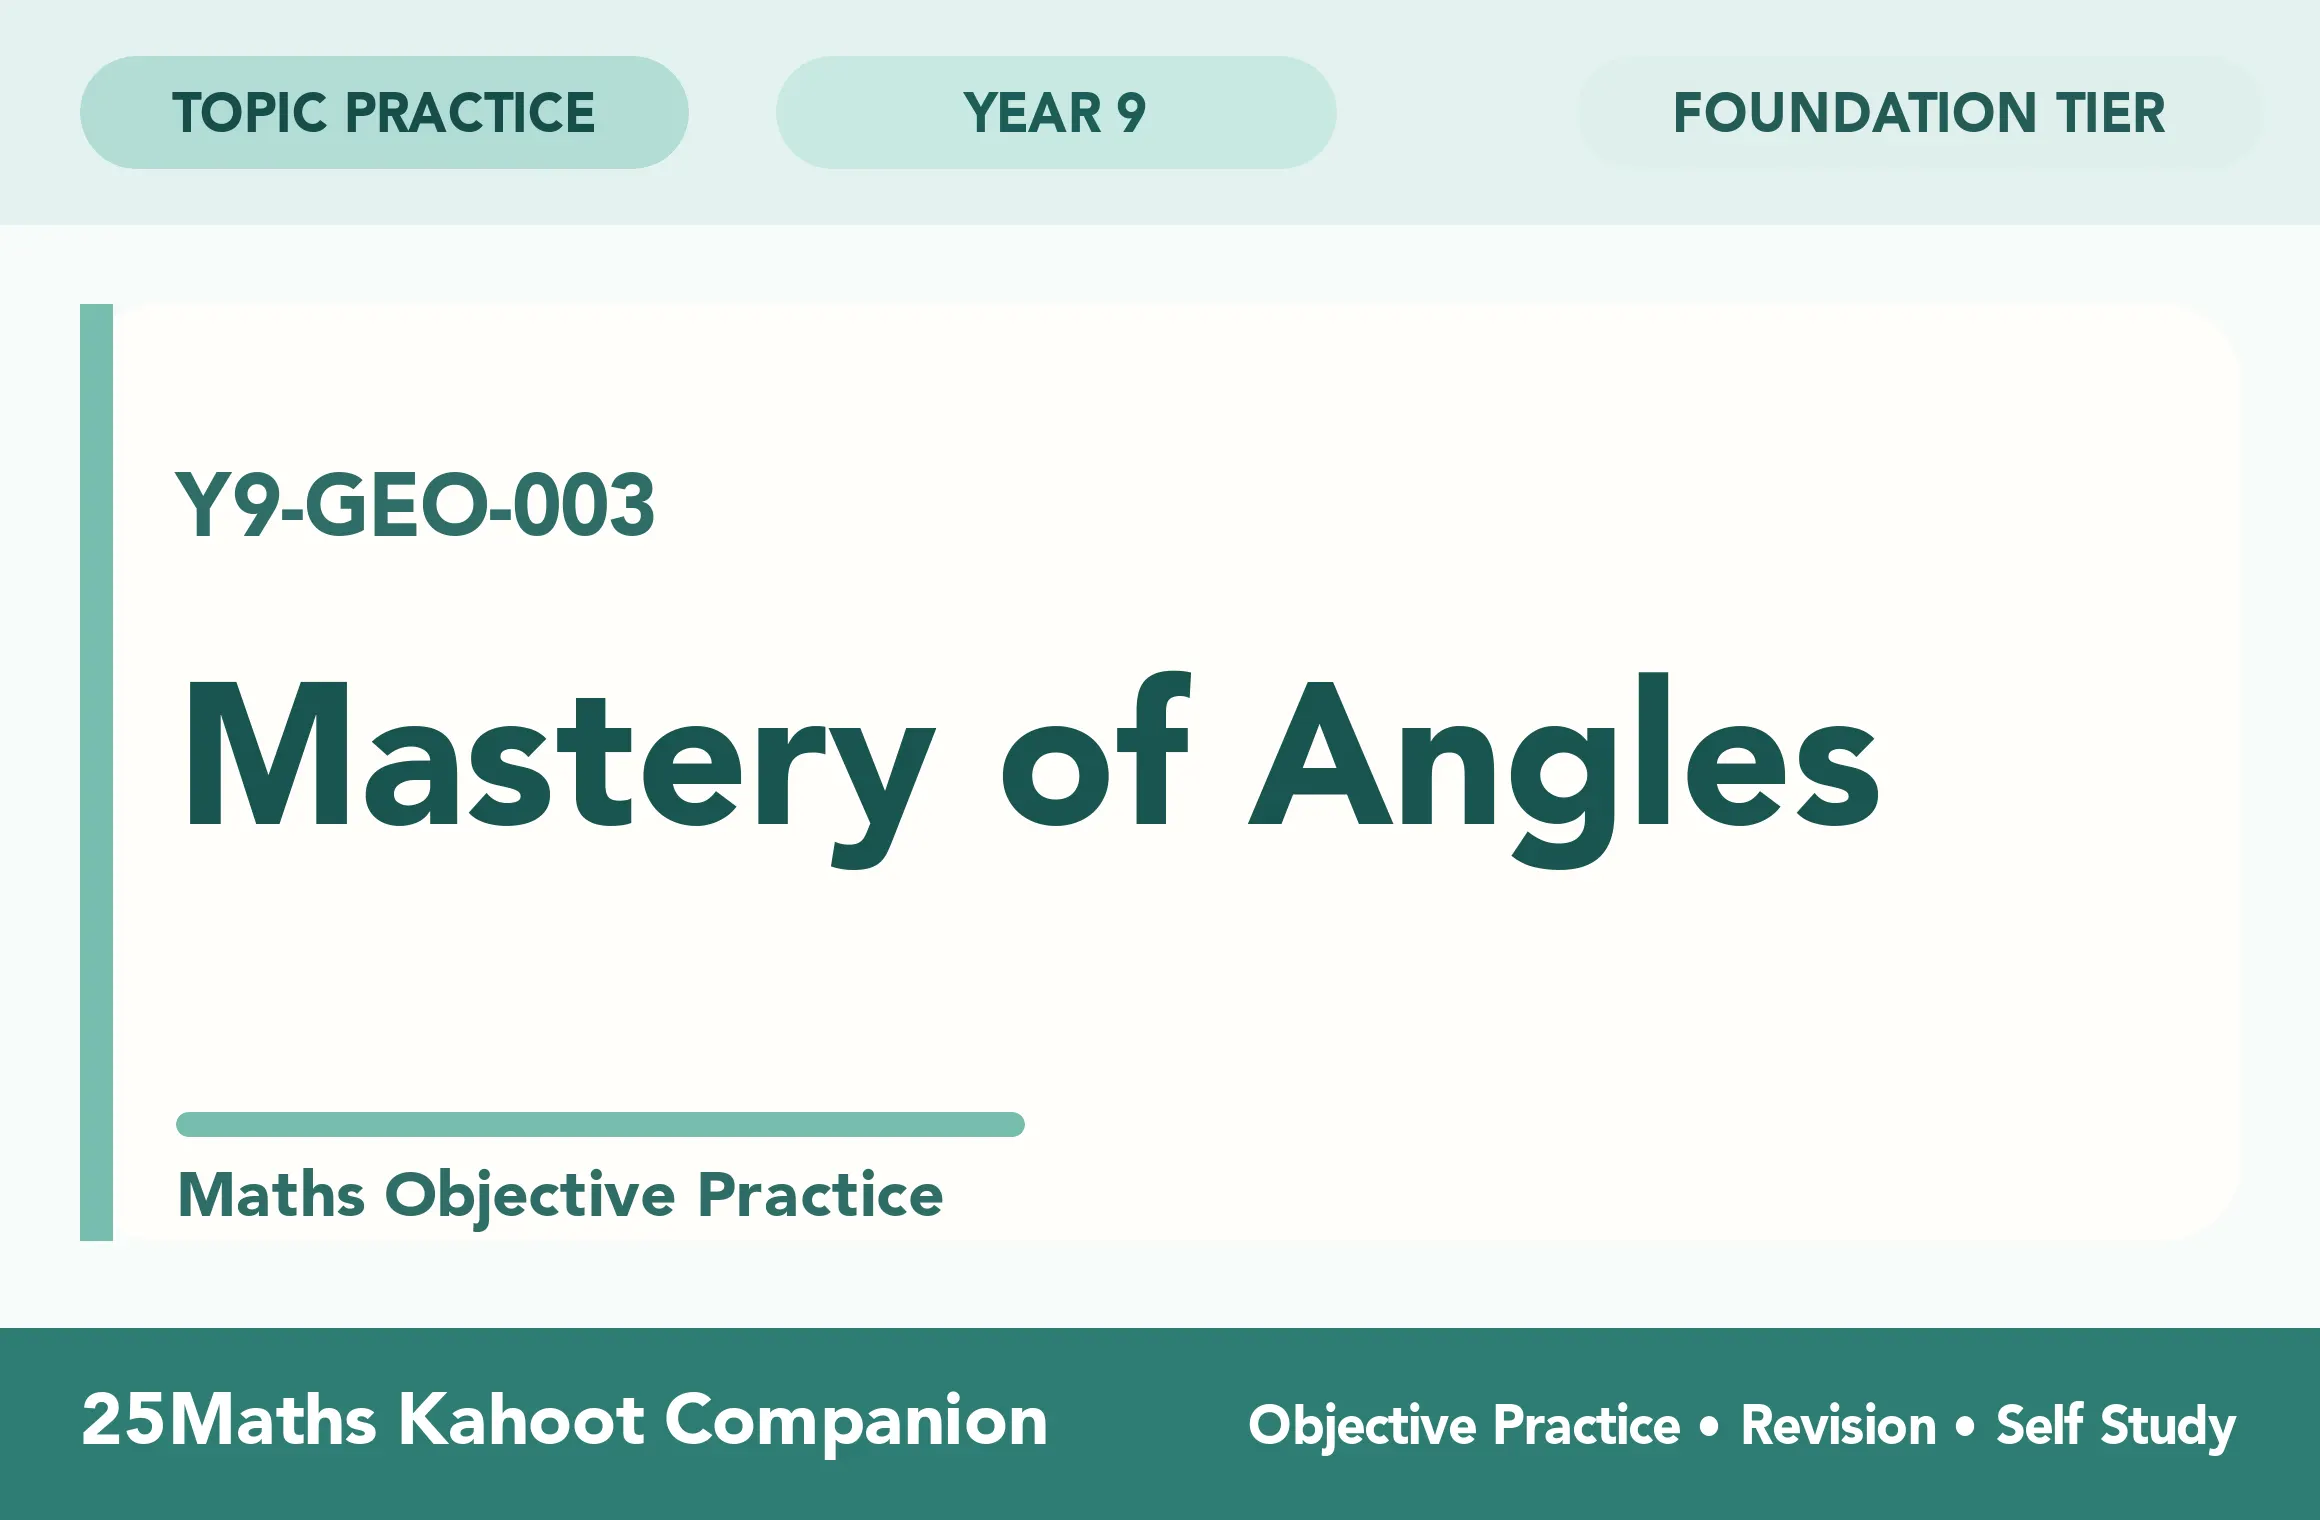 TOPIC PRACTICE
YEAR 9
FOUNDATION TIER
Y9-GEO-003
Mastery of Angles
Maths Objective Practice
25Maths Kahoot Companion
Objective Practice • Revision • Self Study